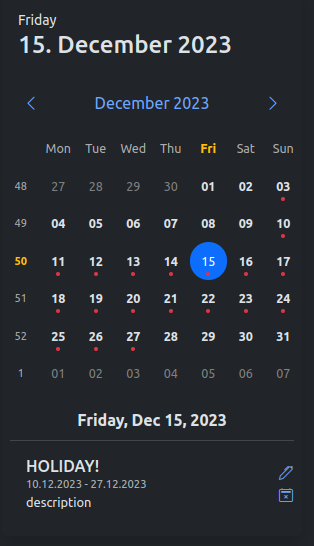 Friday
15. December 2023
December 2023
Mon Tue Wed Thu Fri Sat Sun
48 27 28 29 30 01 02 03
49 04 05 06 07 08 09 10
50 11 12 13 14 15 16 17
51 18 19 20 21 22 23 24
52 25 26 27 28 29 30 31
1 01 02 03 04 05 06 07
Friday, Dec 15, 2023
HOLIDAY!
10.12.2023 - 27.12.2023
description